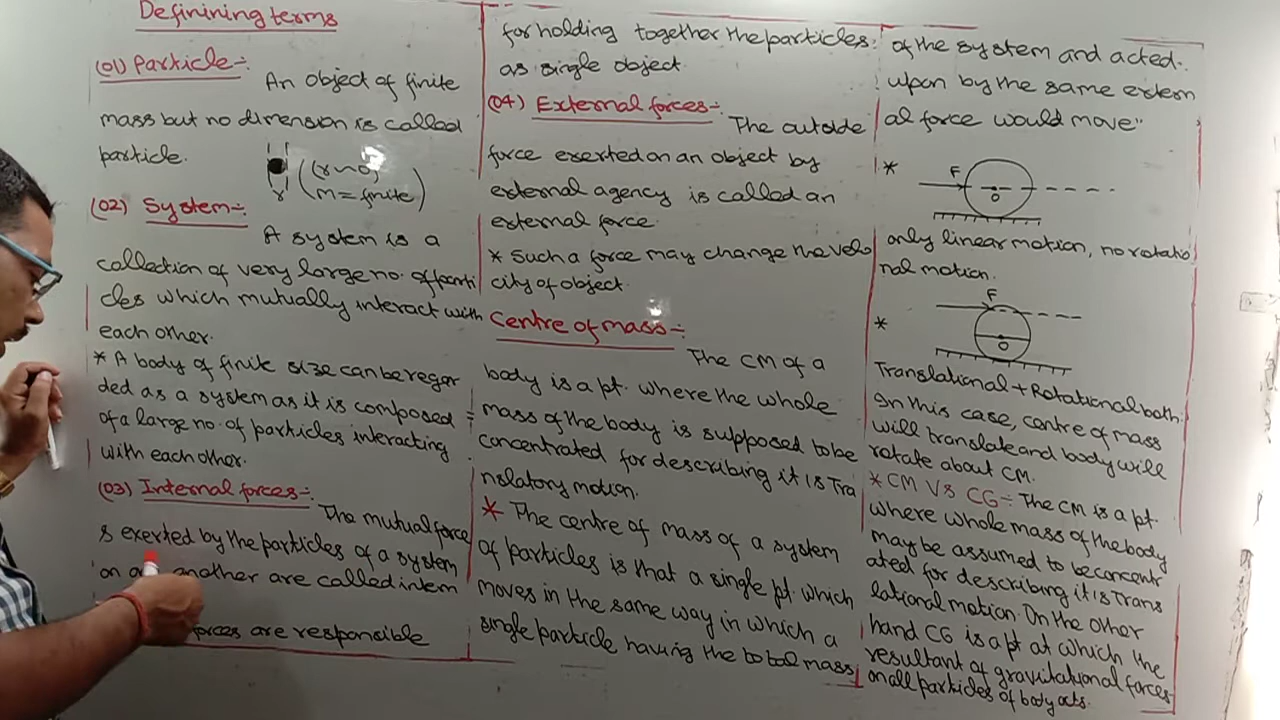 Definining terms
(01) Particle:-
An object of finite
mass but no dimension is called
particle.
(r~0,
m = finite)
r
(02) System:-
A system is a
collection of very large no. of parti
cles which mutually interact with
each other.
* A body of finite size can be regar
ded as a system as it is composed
of a large no. of particles interacting
with each other.
(03) Internal forces:-
The mutual force
s exerted by the particles of a system
on another are called intern
forces are responsible
for holding together the particles
as single object.
(04) External forces:-
The outside
force exerted on an object by
external agency is called an
external force.
* Such a force may change the velo
city of object.
Centre of mass:-
The CM of a
body is a pt. where the whole
mass of the body is supposed to be
concentrated for describing it is Tra
nslatory motion.
* The centre of mass of a system
of particles is that a single pt. which
moves in the same way in which a
single particle having the total mass
of the system and acted
upon by the same extern
al force would move"
*
F
O
only linear motion, no rotatio
nal motion.
*
F
O
Translational + Rotational both
In this case, centre of mass
will translate and body will
rotate about CM.
* CM Vs CG:- The CM is a pt.
where whole mass of the body
may be assumed to be concentr
ated for describing it is Trans
lational motion. On the other
hand CG is a pt at which the
resultant of gravitational forces
on all particles of body acts.